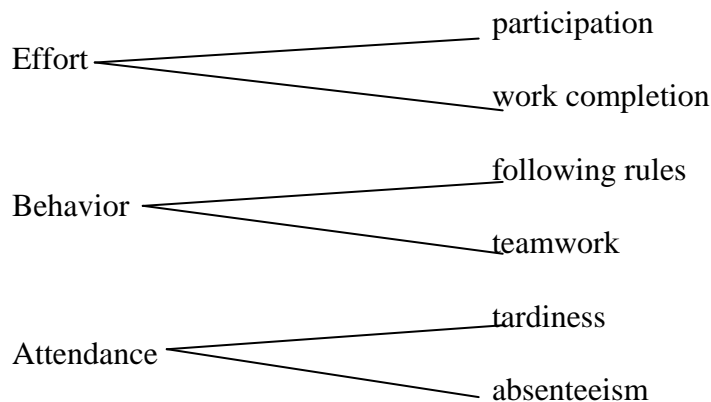 participation
Effort
work completion
following rules
Behavior
teamwork
tardiness
Attendance
absenteeism